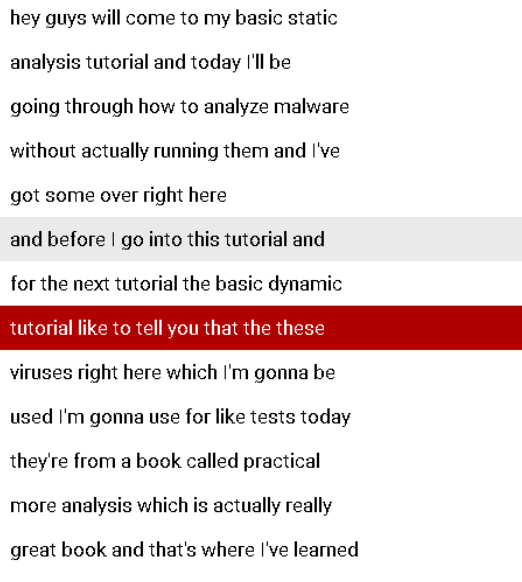 hey guys will come to my basic static
analysis tutorial and today I'll be
going through how to analyze malware
without actually running them and I've
got some over right here
and before I go into this tutorial and
for the next tutorial the basic dynamic
tutorial like to tell you that the these
viruses right here which I'm gonna be
used I'm gonna use for like tests today
they're from a book called practical
more analysis which is actually really
great book and that's where I've learned